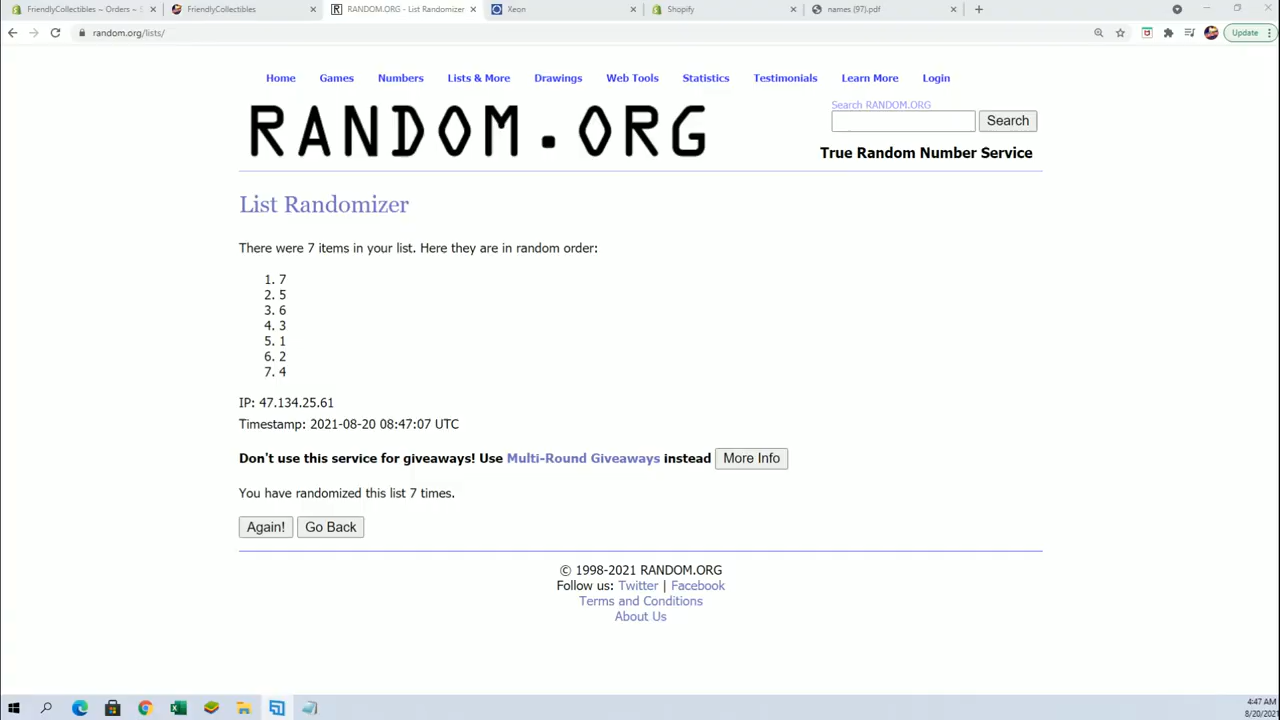 FriendlyCollectibles ~ Orders ~
FriendlyCollectibles
RANDOM.ORG - List Randomizer
Xeon
Shopify
names (97).pdf
random.org/lists/
Update
Home Games Numbers Lists & More Drawings Web Tools Statistics Testimonials Learn More Login
RANDOM.ORG
Search RANDOM.ORG
Search
True Random Number Service
List Randomizer
There were 7 items in your list. Here they are in random order:
1. 7
2. 5
3. 6
4. 3
5. 1
6. 2
7. 4
IP: 47.134.25.61
Timestamp: 2021-08-20 08:47:07 UTC
Don't use this service for giveaways! Use Multi-Round Giveaways instead More Info
You have randomized this list 7 times.
Again! Go Back
© 1998-2021 RANDOM.ORG
Follow us: Twitter | Facebook
Terms and Conditions
About Us
4:47 AM
8/20/2021